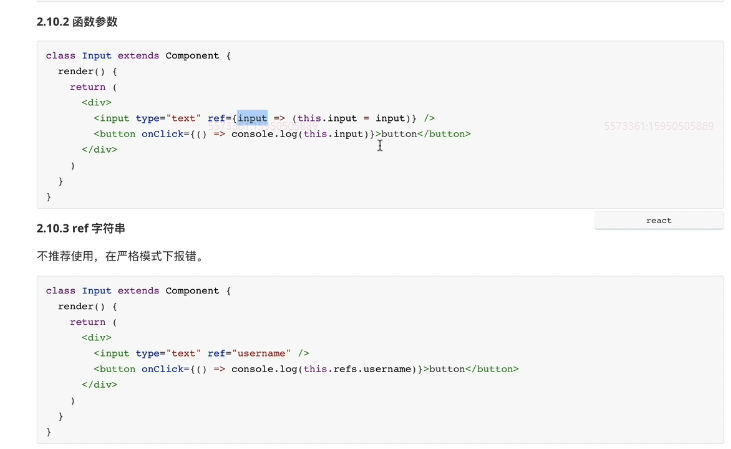 2.10.2 函数参数
class Input extends Component {
  render() {
    return (
      <div>
        <input type="text" ref={input => (this.input = input)} />
        <button onClick={() => console.log(this.input)}>button</button>
      </div>
    )
  }
}
5573361:15950505889
2.10.3 ref 字符串
react
不推荐使用，在严格模式下报错。
class Input extends Component {
  render() {
    return (
      <div>
        <input type="text" ref="username" />
        <button onClick={() => console.log(this.refs.username)}>button</button>
      </div>
    )
  }
}